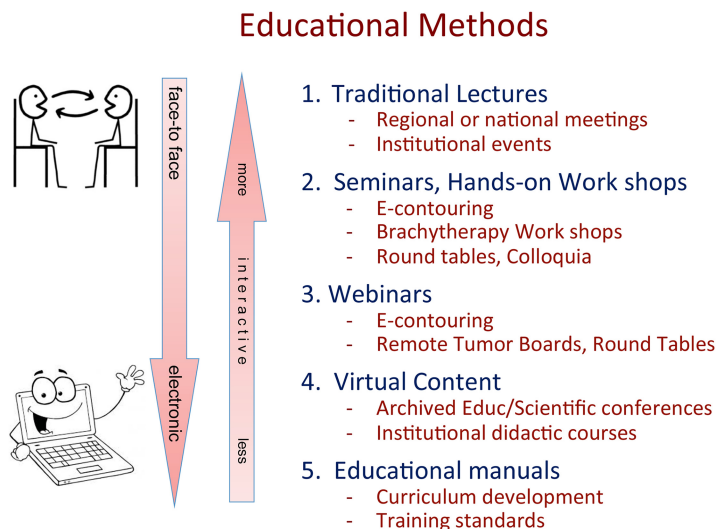 Educational Methods
face-to face
electronic
more
interactive
less
1. Traditional Lectures
- Regional or national meetings
- Institutional events
2. Seminars, Hands-on Work shops
- E-contouring
- Brachytherapy Work shops
- Round tables, Colloquia
3. Webinars
- E-contouring
- Remote Tumor Boards, Round Tables
4. Virtual Content
- Archived Educ/Scientific conferences
- Institutional didactic courses
5. Educational manuals
- Curriculum development
- Training standards